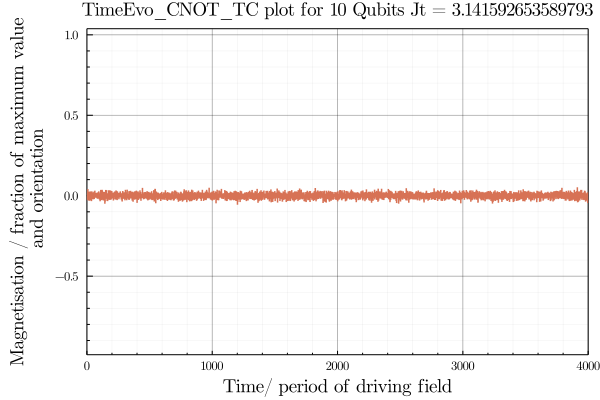 TimeEvo_CNOT_TC plot for 10 Qubits Jt = 3.141592653589793
Magnetisation / fraction of maximum value
and orientation
1.0
0.5
0.0
−0.5
0
1000
2000
3000
4000
Time/ period of driving field